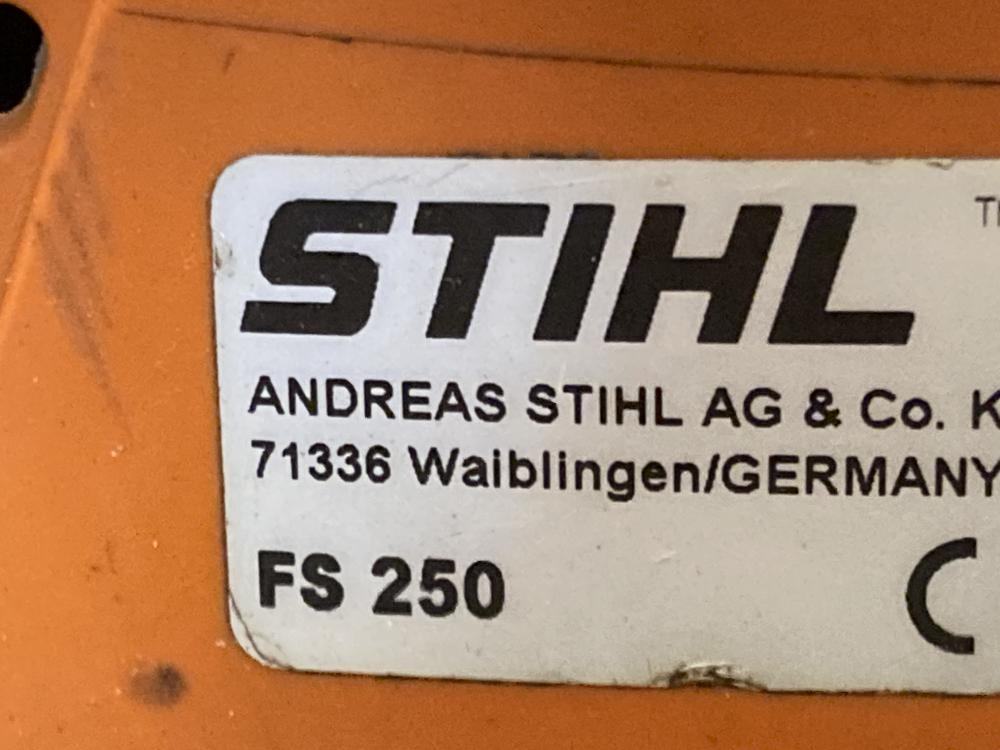 STIHL
ANDREAS STIHL AG & Co. K
71336 Waiblingen/GERMANY
FS 250